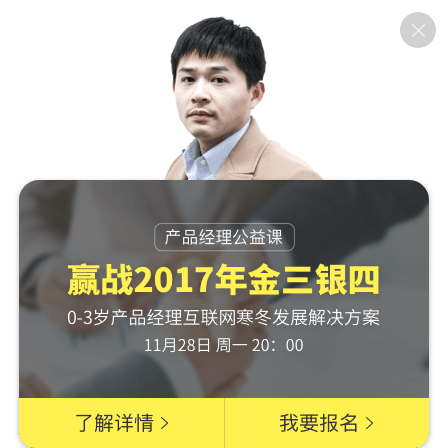 产品经理公益课
赢战2017年金三银四
0-3岁产品经理互联网寒冬发展解决方案
11月28日 周一 20：00
了解详情 >
我要报名 >